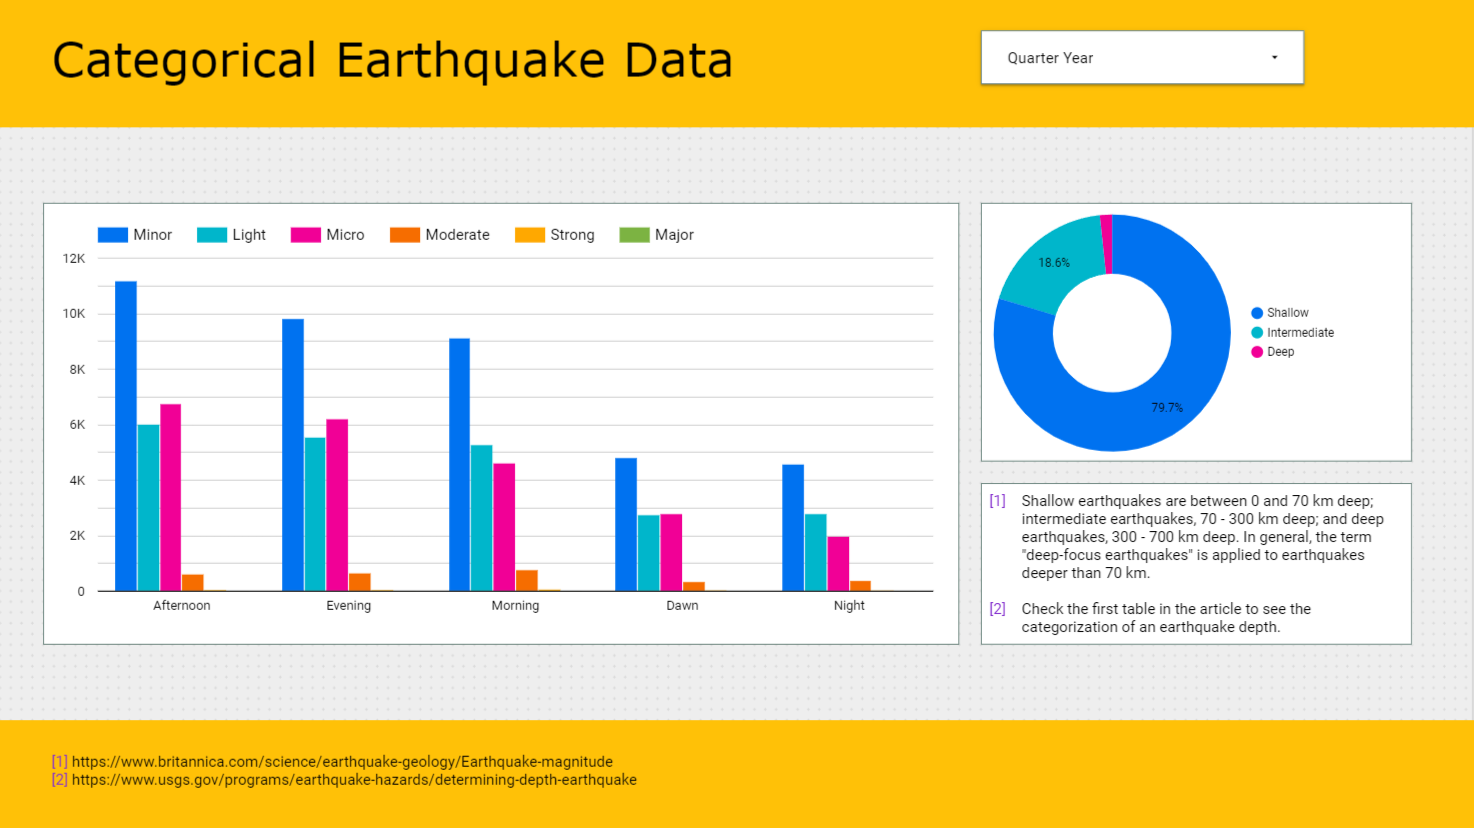 Categorical Earthquake Data
Quarter Year
Minor Light Micro Moderate Strong Major
12K
10K
8K
6K
4K
2K
0
Afternoon Evening Morning Dawn Night
18.6%
79.7%
Shallow
Intermediate
Deep
[1] Shallow earthquakes are between 0 and 70 km deep;
intermediate earthquakes, 70 - 300 km deep; and deep
earthquakes, 300 - 700 km deep. In general, the term
"deep-focus earthquakes" is applied to earthquakes
deeper than 70 km.
[2] Check the first table in the article to see the
categorization of an earthquake depth.
[1] https://www.britannica.com/science/earthquake-geology/Earthquake-magnitude
[2] https://www.usgs.gov/programs/earthquake-hazards/determining-depth-earthquake